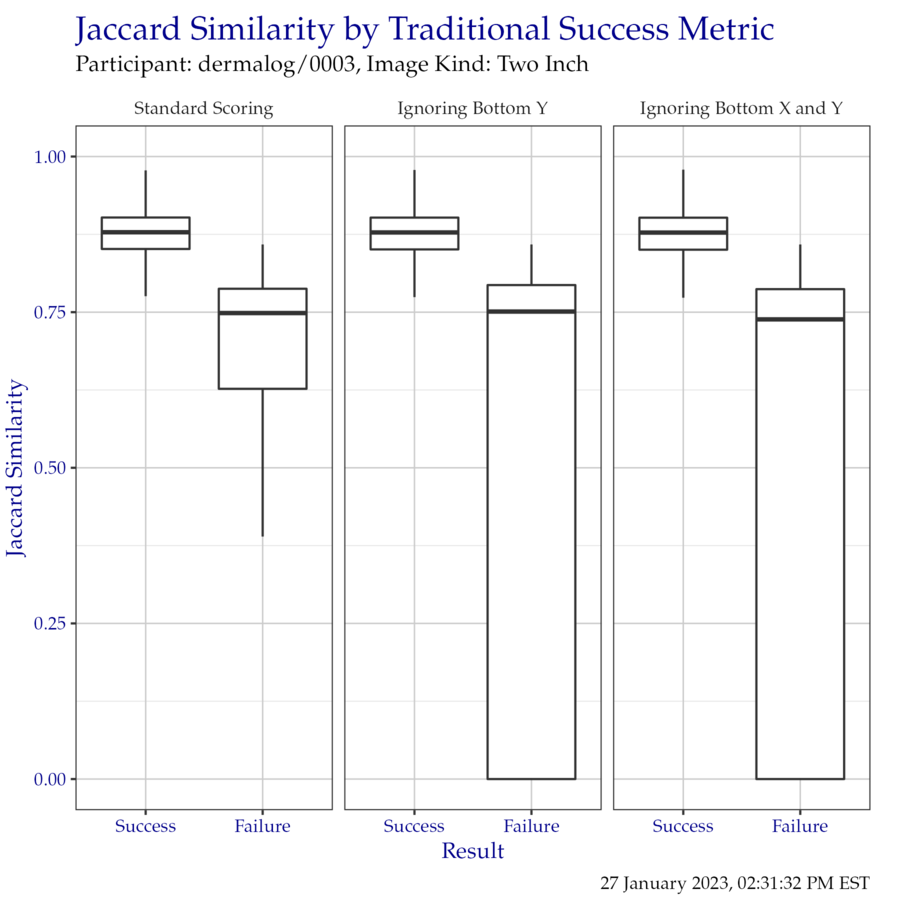 Jaccard Similarity by Traditional Success Metric
Participant: dermalog/0003, Image Kind: Two Inch
Standard Scoring
Ignoring Bottom Y
Ignoring Bottom X and Y
Jaccard Similarity
1.00
0.75
0.50
0.25
0.00
Success
Failure
Success
Failure
Success
Failure
Result
27 January 2023, 02:31:32 PM EST